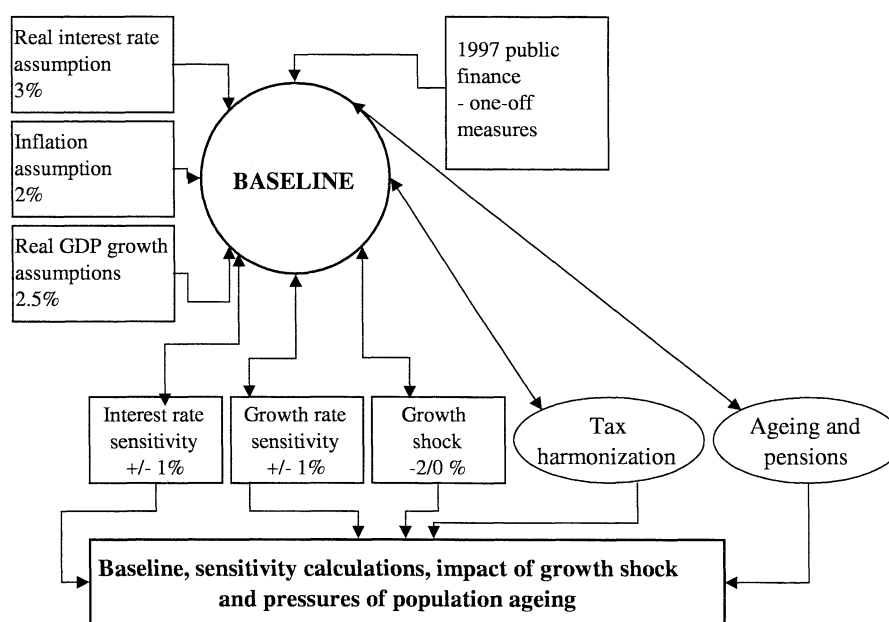 Real interest rate
assumption
3%
1997 public
finance
- one-off
measures
Inflation
assumption
2%
BASELINE
Real GDP growth
assumptions
2.5%
Interest rate
sensitivity
+/- 1%
Growth rate
sensitivity
+/- 1%
Growth
shock
-2/0 %
Tax
harmonization
Ageing and
pensions
Baseline, sensitivity calculations, impact of growth shock
and pressures of population ageing